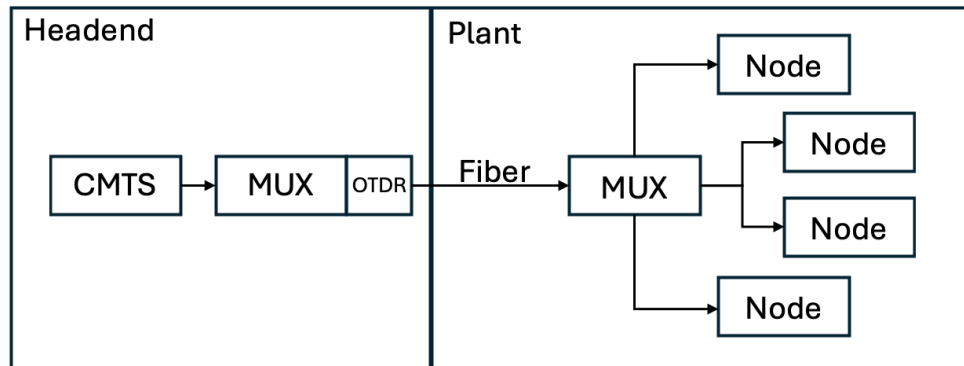 Headend
Plant
CMTS
MUX
OTDR
Fiber
MUX
Node
Node
Node
Node